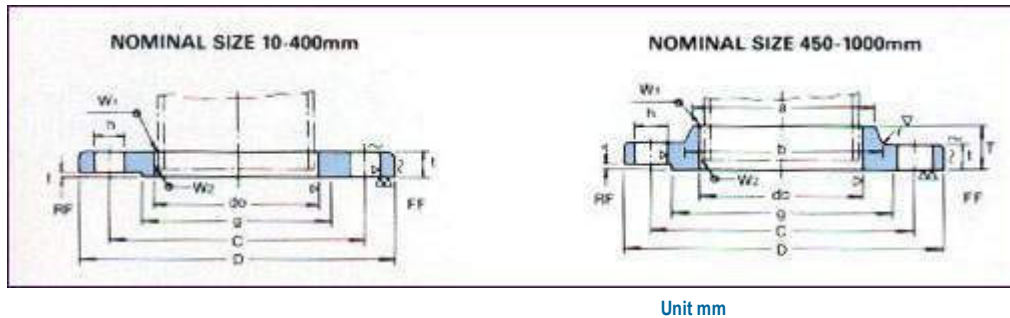 NOMINAL SIZE 10-400mm
NOMINAL SIZE 450-1000mm
W₁
h
t
f
RF
W₂
do
g
C
D
FF
W₁
a
h
r
b
t
T
f
RF
W₂
do
g
C
D
FF
Unit mm